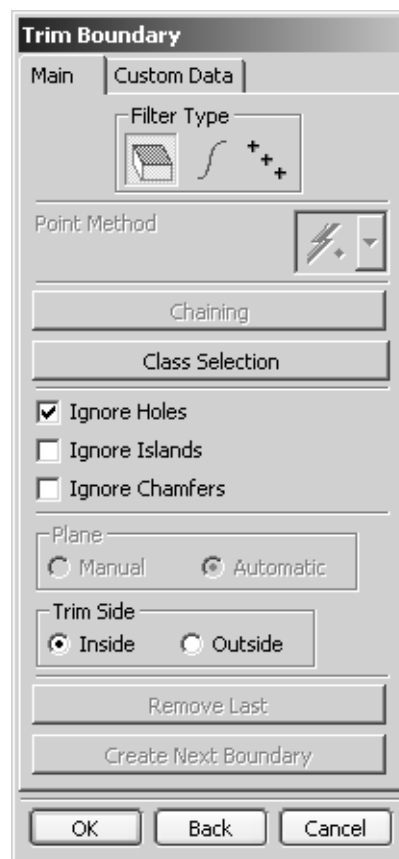 Trim Boundary
Main Custom Data
Filter Type
Point Method
Chaining
Class Selection
Ignore Holes
Ignore Islands
Ignore Chamfers
Plane
Manual Automatic
Trim Side
Inside Outside
Remove Last
Create Next Boundary
OK Back Cancel